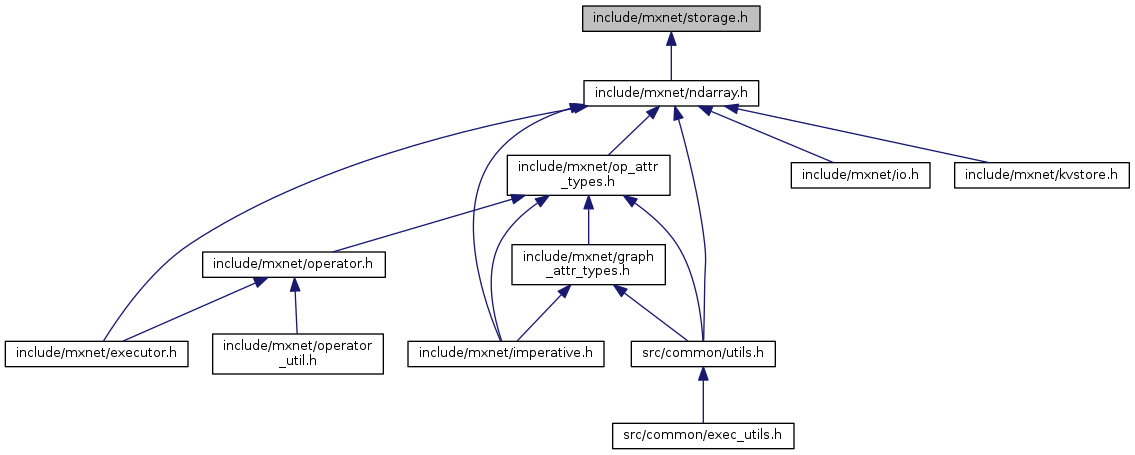 include/mxnet/storage.h
include/mxnet/ndarray.h
include/mxnet/op_attr
_types.h
include/mxnet/io.h
include/mxnet/kvstore.h
include/mxnet/operator.h
include/mxnet/graph
_attr_types.h
include/mxnet/executor.h
include/mxnet/operator
_util.h
include/mxnet/imperative.h
src/common/utils.h
src/common/exec_utils.h